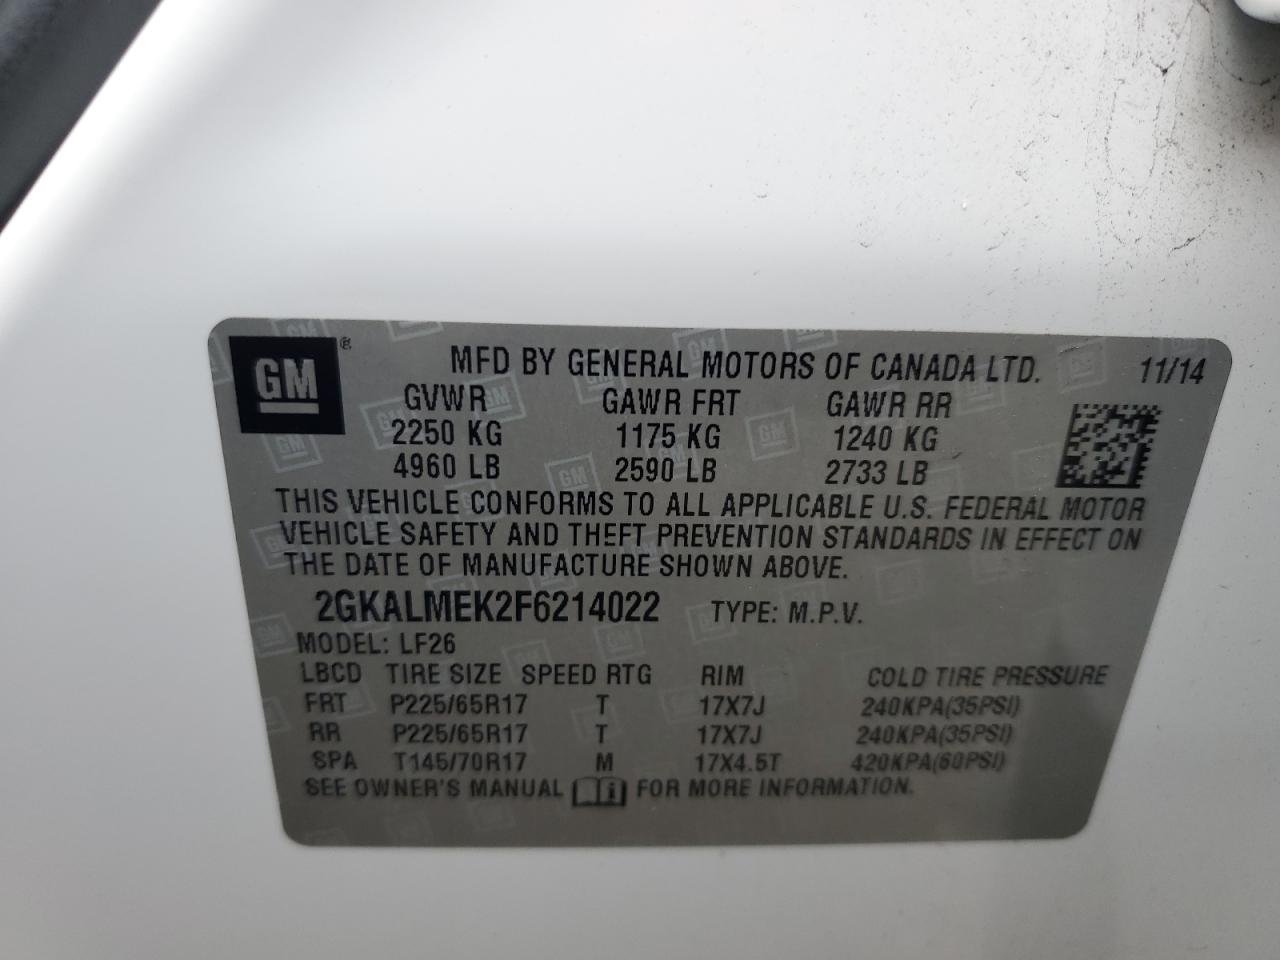 GM
MFD BY GENERAL MOTORS OF CANADA LTD. 11/14
GVWR GAWR FRT GAWR RR
2250 KG 1175 KG 1240 KG
4960 LB 2590 LB 2733 LB
THIS VEHICLE CONFORMS TO ALL APPLICABLE U.S. FEDERAL MOTOR
VEHICLE SAFETY AND THEFT PREVENTION STANDARDS IN EFFECT ON
THE DATE OF MANUFACTURE SHOWN ABOVE.
2GKALMEK2F6214022 TYPE: M.P.V.
MODEL: LF26
LBCD TIRE SIZE SPEED RTG RIM COLD TIRE PRESSURE
FRT P225/65R17 T 17X7J 240KPA(35PSI)
RR P225/65R17 T 17X7J 240KPA(35PSI)
SPA T145/70R17 M 17X4.5T 420KPA(60PSI)
SEE OWNER'S MANUAL FOR MORE INFORMATION.